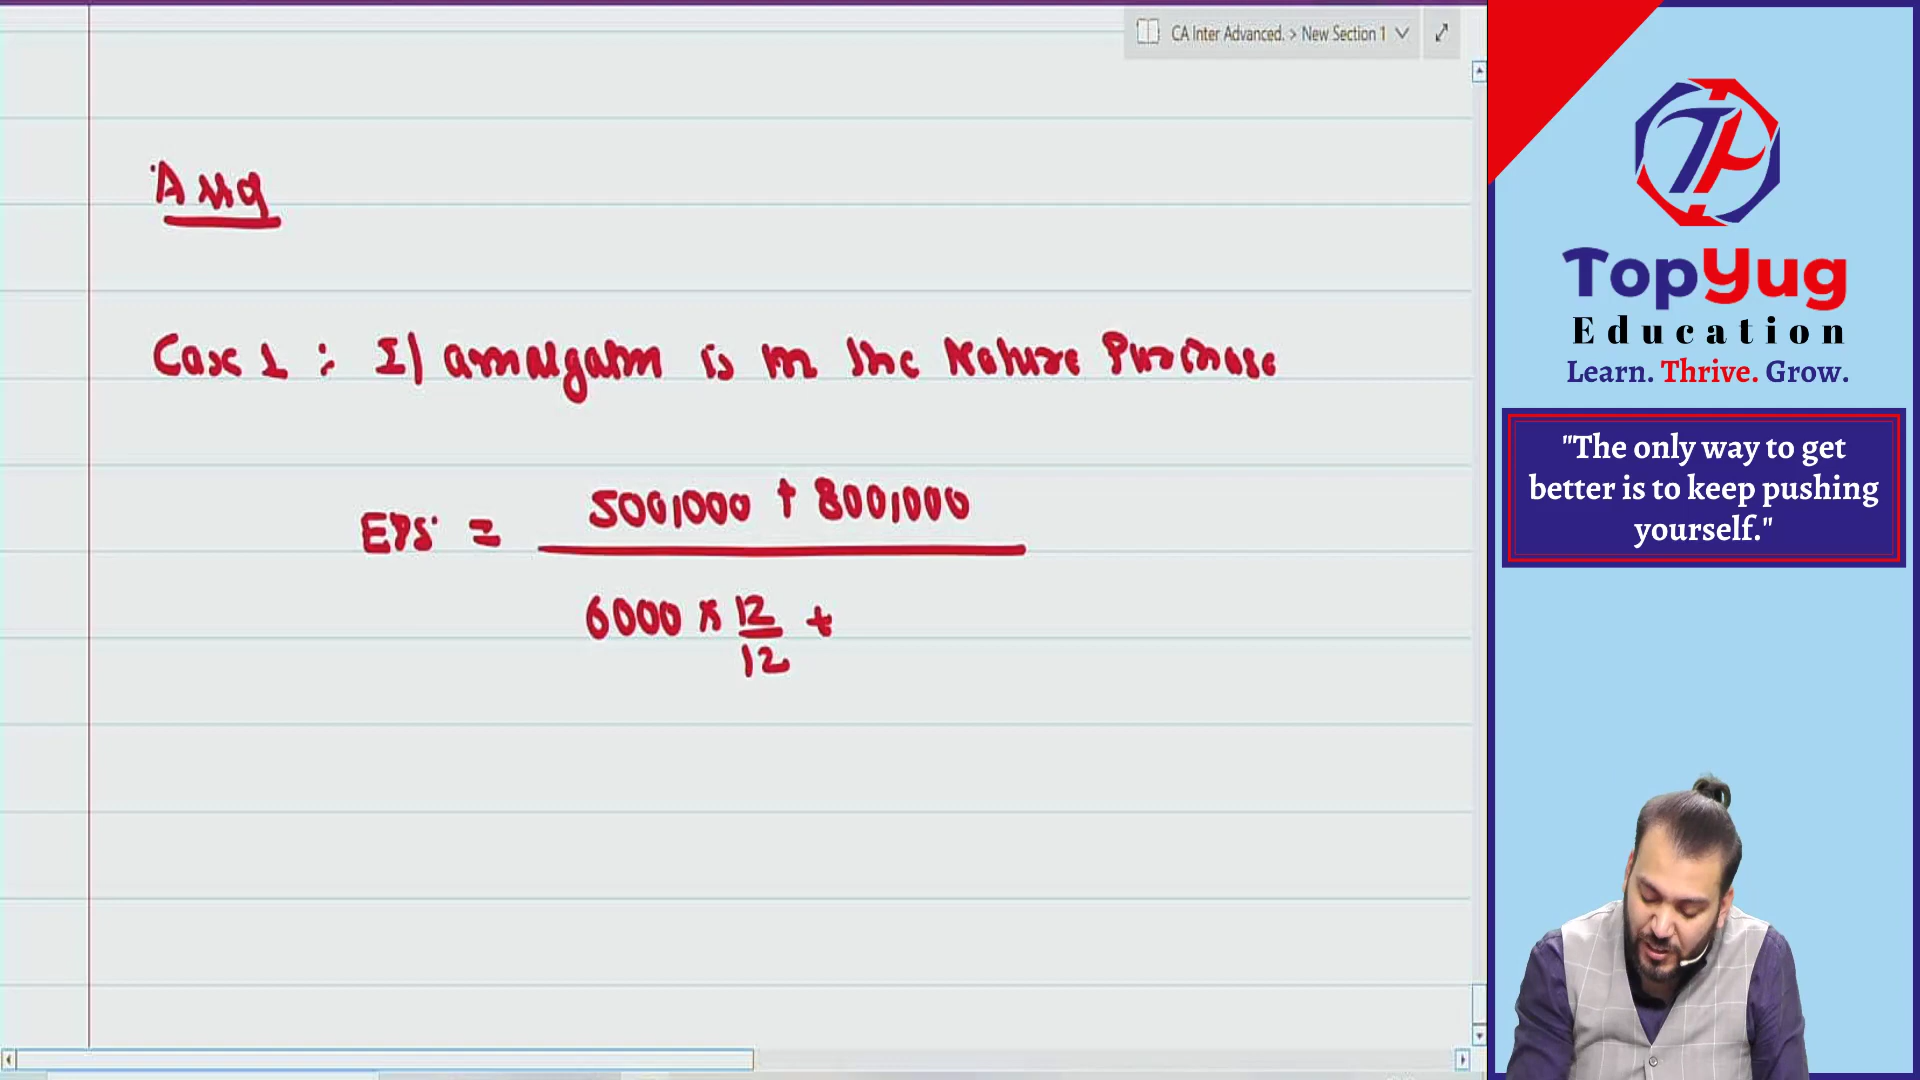 CA Inter Advanced. > New Section 1
Ans
Case 1 : If amalgatm is in the Nature Purchase
EPS = 500,000 + 800,000
6000 × 12/12 +
TopYug
Education
Learn. Thrive. Grow.
"The only way to get
better is to keep pushing
yourself."